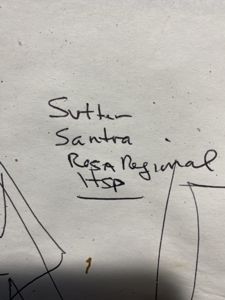 Sutter
Santra
Rosa Regional
Hsp